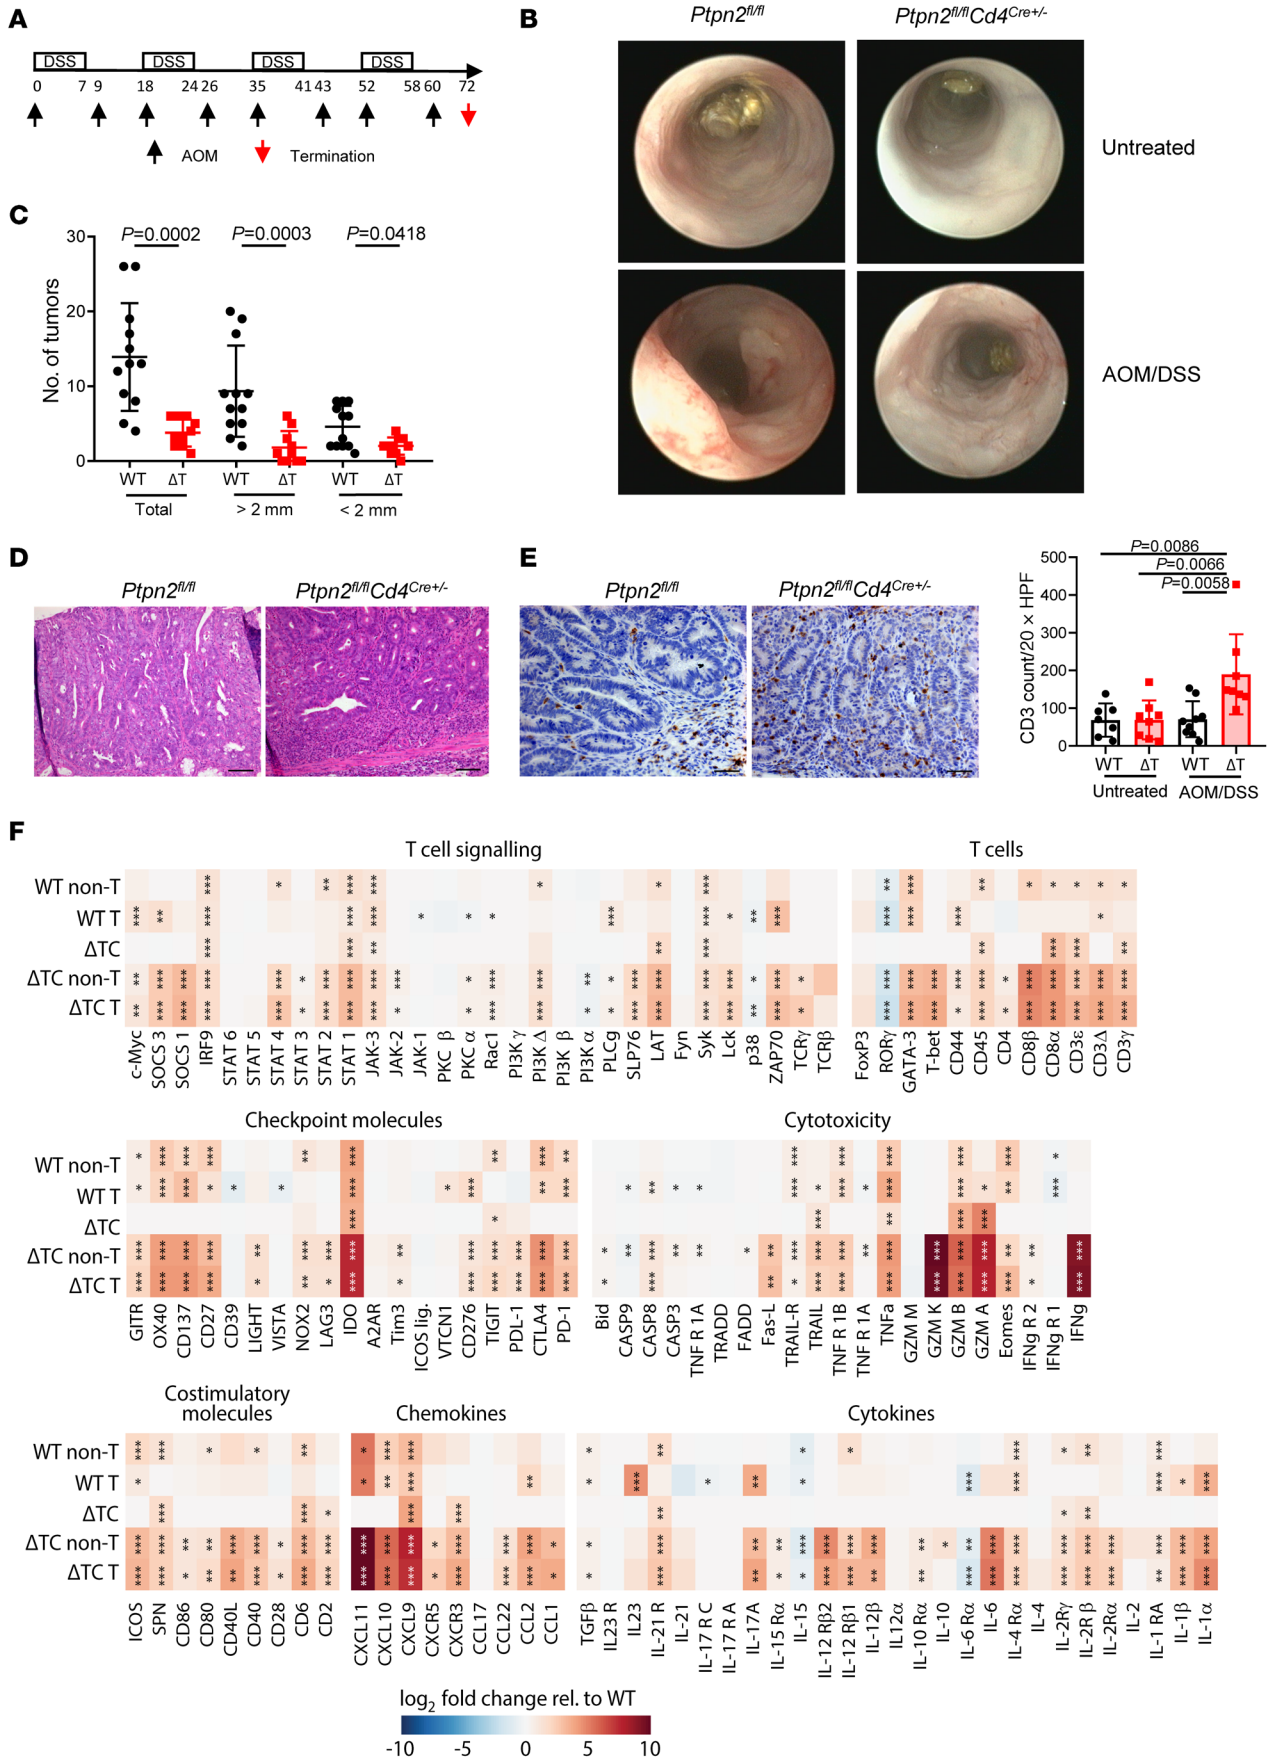 A
DSS DSS DSS DSS
0 7 9 18 24 26 35 41 43 52 58 60 72
AOM Termination
B
Ptpn2fl/fl Ptpn2fl/flCd4Cre+/-
Untreated
AOM/DSS
C
P=0.0002 P=0.0003 P=0.0418
No. of tumors
30
20
10
0
WT ΔT WT ΔT WT ΔT
Total > 2 mm < 2 mm
D
Ptpn2fl/fl Ptpn2fl/flCd4Cre+/-
E
Ptpn2fl/fl Ptpn2fl/flCd4Cre+/-
P=0.0086
P=0.0066
P=0.0058
CD3 count/20 × HPF
500
400
300
200
100
0
WT ΔT WT ΔT
Untreated AOM/DSS
F
T cell signalling T cells
WT non-T
WT T
ΔTC
ΔTC non-T
ΔTC T
c-Myc SOCS 3 SOCS 1 IRF9 STAT 6 STAT 5 STAT 4 STAT 3 STAT 2 STAT 1 JAK-3 JAK-2 JAK-1 PKC β PKC α Rac1 PI3K γ PI3K Δ PI3K β PI3K α PLCg SLP76 LAT Fyn Syk Lck p38 ZAP70 TCRγ TCRβ FoxP3 RORγ GATA-3 T-bet CD44 CD45 CD4 CD8β CD8α CD3ε CD3Δ CD3γ
Checkpoint molecules Cytotoxicity
WT non-T
WT T
ΔTC
ΔTC non-T
ΔTC T
GITR OX40 CD137 CD27 CD39 LIGHT VISTA NOX2 LAG3 IDO A2AR Tim3 ICOS lig. VTCN1 CD276 TIGIT PDL-1 CTLA4 PD-1 Bid CASP9 CASP8 CASP3 TNF R 1A TRADD FADD Fas-L TRAIL-R TRAIL TNF R 1B TNF R 1A TNFa GZM M GZM K GZM B GZM A Eomes IFNg R 2 IFNg R 1 IFNg
Costimulatory
molecules Chemokines Cytokines
WT non-T
WT T
ΔTC
ΔTC non-T
ΔTC T
ICOS SPN CD86 CD80 CD40L CD40 CD28 CD6 CD2 CXCL11 CXCL10 CXCL9 CXCR5 CXCR3 CCL17 CCL22 CCL2 CCL1 TGFβ IL23 R IL23 IL-21 R IL-21 IL-17 R C IL-17 R A IL-17A IL-15 Rα IL-15 IL-12 Rβ2 IL-12 Rβ1 IL-12β IL12α IL-10 Rα IL-10 IL-6 Rα IL-6 IL-4 Rα IL-4 IL-2Rγ IL-2R β IL-2Rα IL-2 IL-1 RA IL-1β IL-1α
log2 fold change rel. to WT
-10 -5 0 5 10